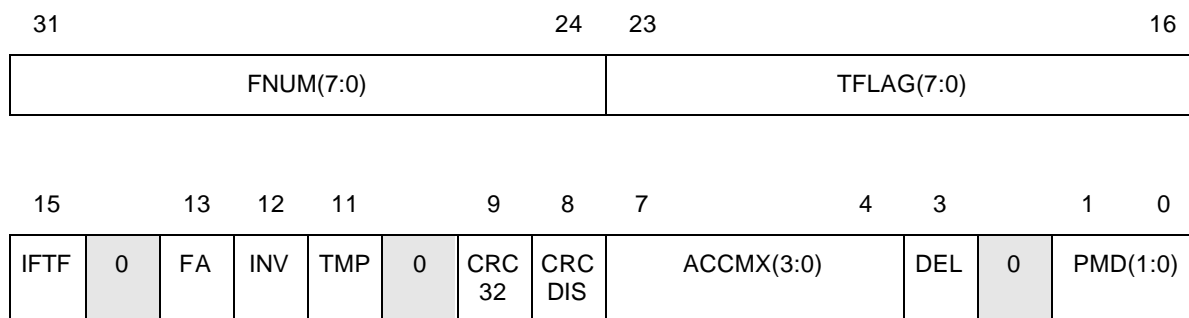 31 24 23 16
FNUM(7:0) TFLAG(7:0)
15 13 12 11 9 8 7 4 3 1 0
IFTF 0 FA INV TMP 0 CRC CRC ACCMX(3:0) DEL 0 PMD(1:0)
32 DIS